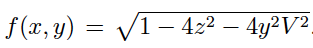 f(x, y) = √(1 − 4z² − 4y²V²)